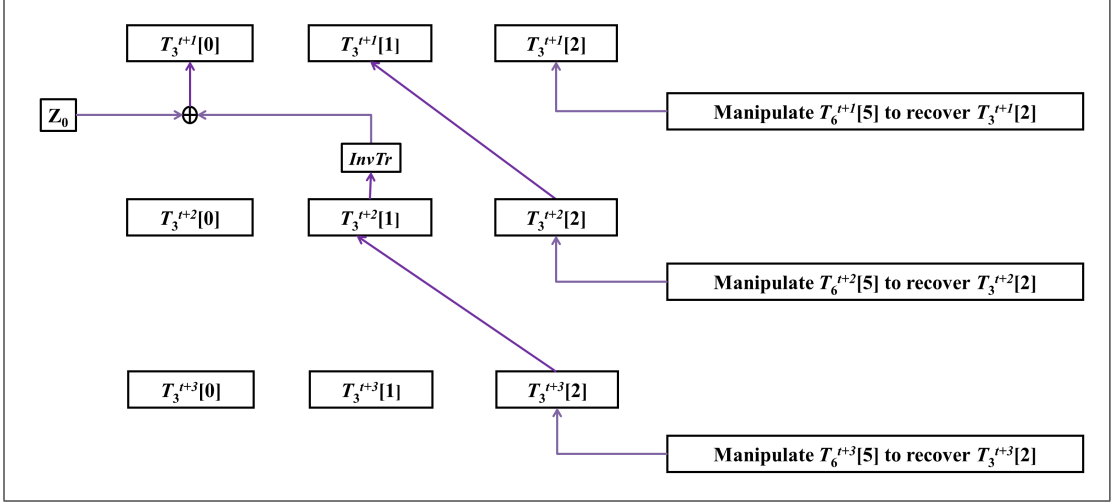 T₃ᵗ⁺¹[0] T₃ᵗ⁺¹[1] T₃ᵗ⁺¹[2]
Z₀ Manipulate T₆ᵗ⁺¹[5] to recover T₃ᵗ⁺¹[2]
InvTr
T₃ᵗ⁺²[0] T₃ᵗ⁺²[1] T₃ᵗ⁺²[2]
Manipulate T₆ᵗ⁺²[5] to recover T₃ᵗ⁺²[2]
T₃ᵗ⁺³[0] T₃ᵗ⁺³[1] T₃ᵗ⁺³[2]
Manipulate T₆ᵗ⁺³[5] to recover T₃ᵗ⁺³[2]